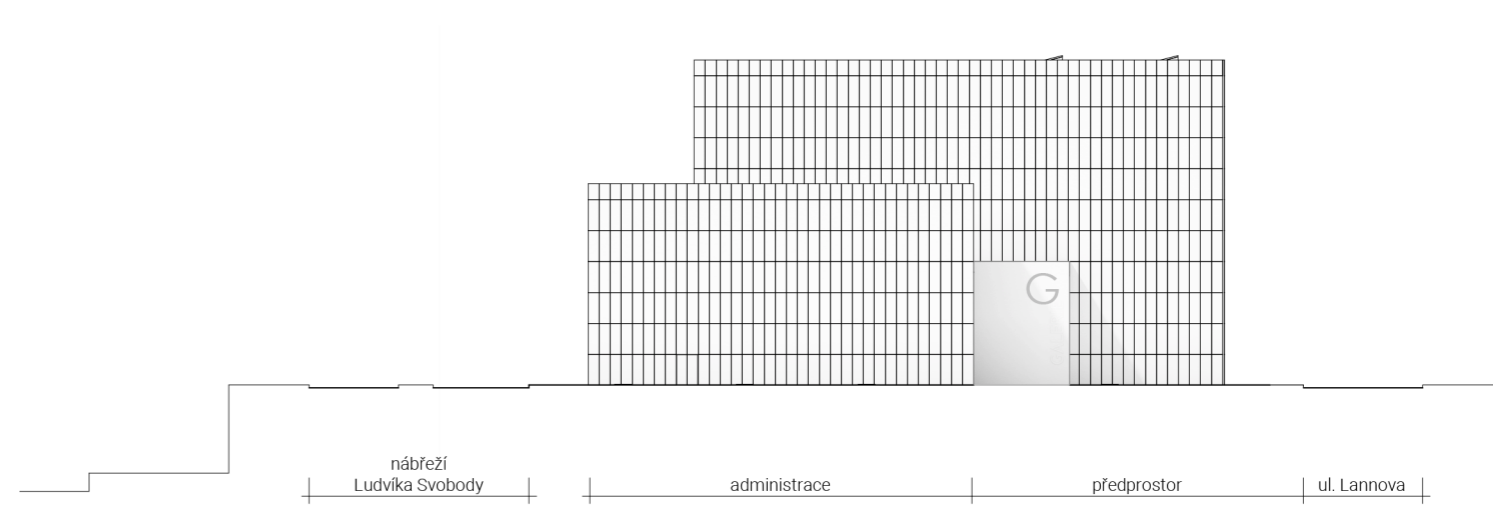 G
nábřeží
Ludvíka Svobody
administrace
předprostor
ul. Lannova